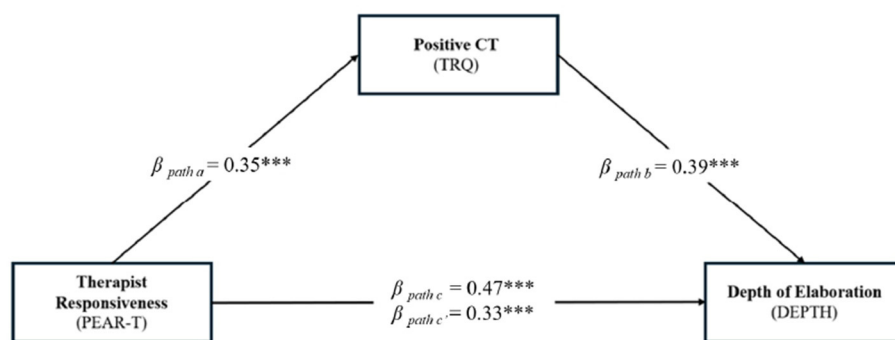 Positive CT
(TRQ)
β path a = 0.35***
β path b = 0.39***
Therapist
Responsiveness
(PEAR-T)
β path c = 0.47***
β path c' = 0.33***
Depth of Elaboration
(DEPTH)